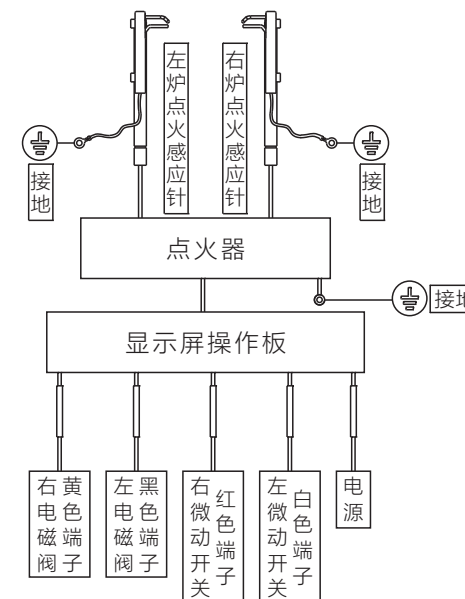 左炉点火感应针
右炉点火感应针
接地
接地
点火器
接地
显示屏操作板
右电磁阀
黄色端子
左电磁阀
黑色端子
右微动开关
红色端子
左微动开关
白色端子
电源